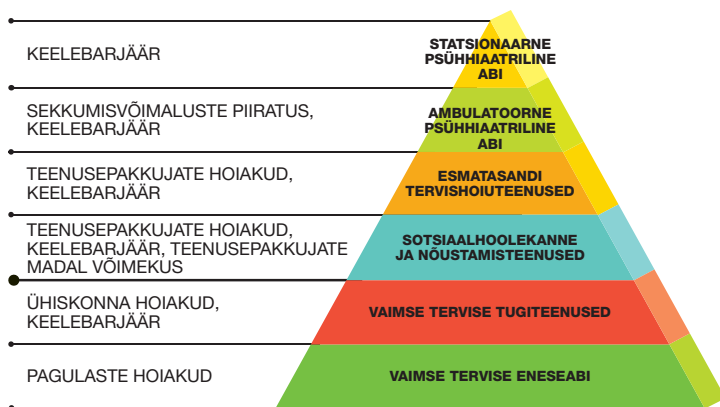 KEELEBARJÄÄR
STATSIONAARNE
PSÜHHIAATRILINE
ABI
SEKKUMISVÕIMALUSTE PIIRATUS,
KEELEBARJÄÄR
AMBULATOORNE
PSÜHHIAATRILINE
ABI
TEENUSEPAKKUJATE HOIAKUD,
KEELEBARJÄÄR
ESMATASANDI
TERVISHOIUTEENUSED
TEENUSEPAKKUJATE HOIAKUD,
KEELEBARJÄÄR, TEENUSEPAKKUJATE
MADAL VÕIMEKUS
SOTSIAALHOOLEKANNE
JA NÕUSTAMISTEENUSED
ÜHISKONNA HOIAKUD,
KEELEBARJÄÄR
VAIMSE TERVISE TUGITEENUSED
PAGULASTE HOIAKUD
VAIMSE TERVISE ENESEABI